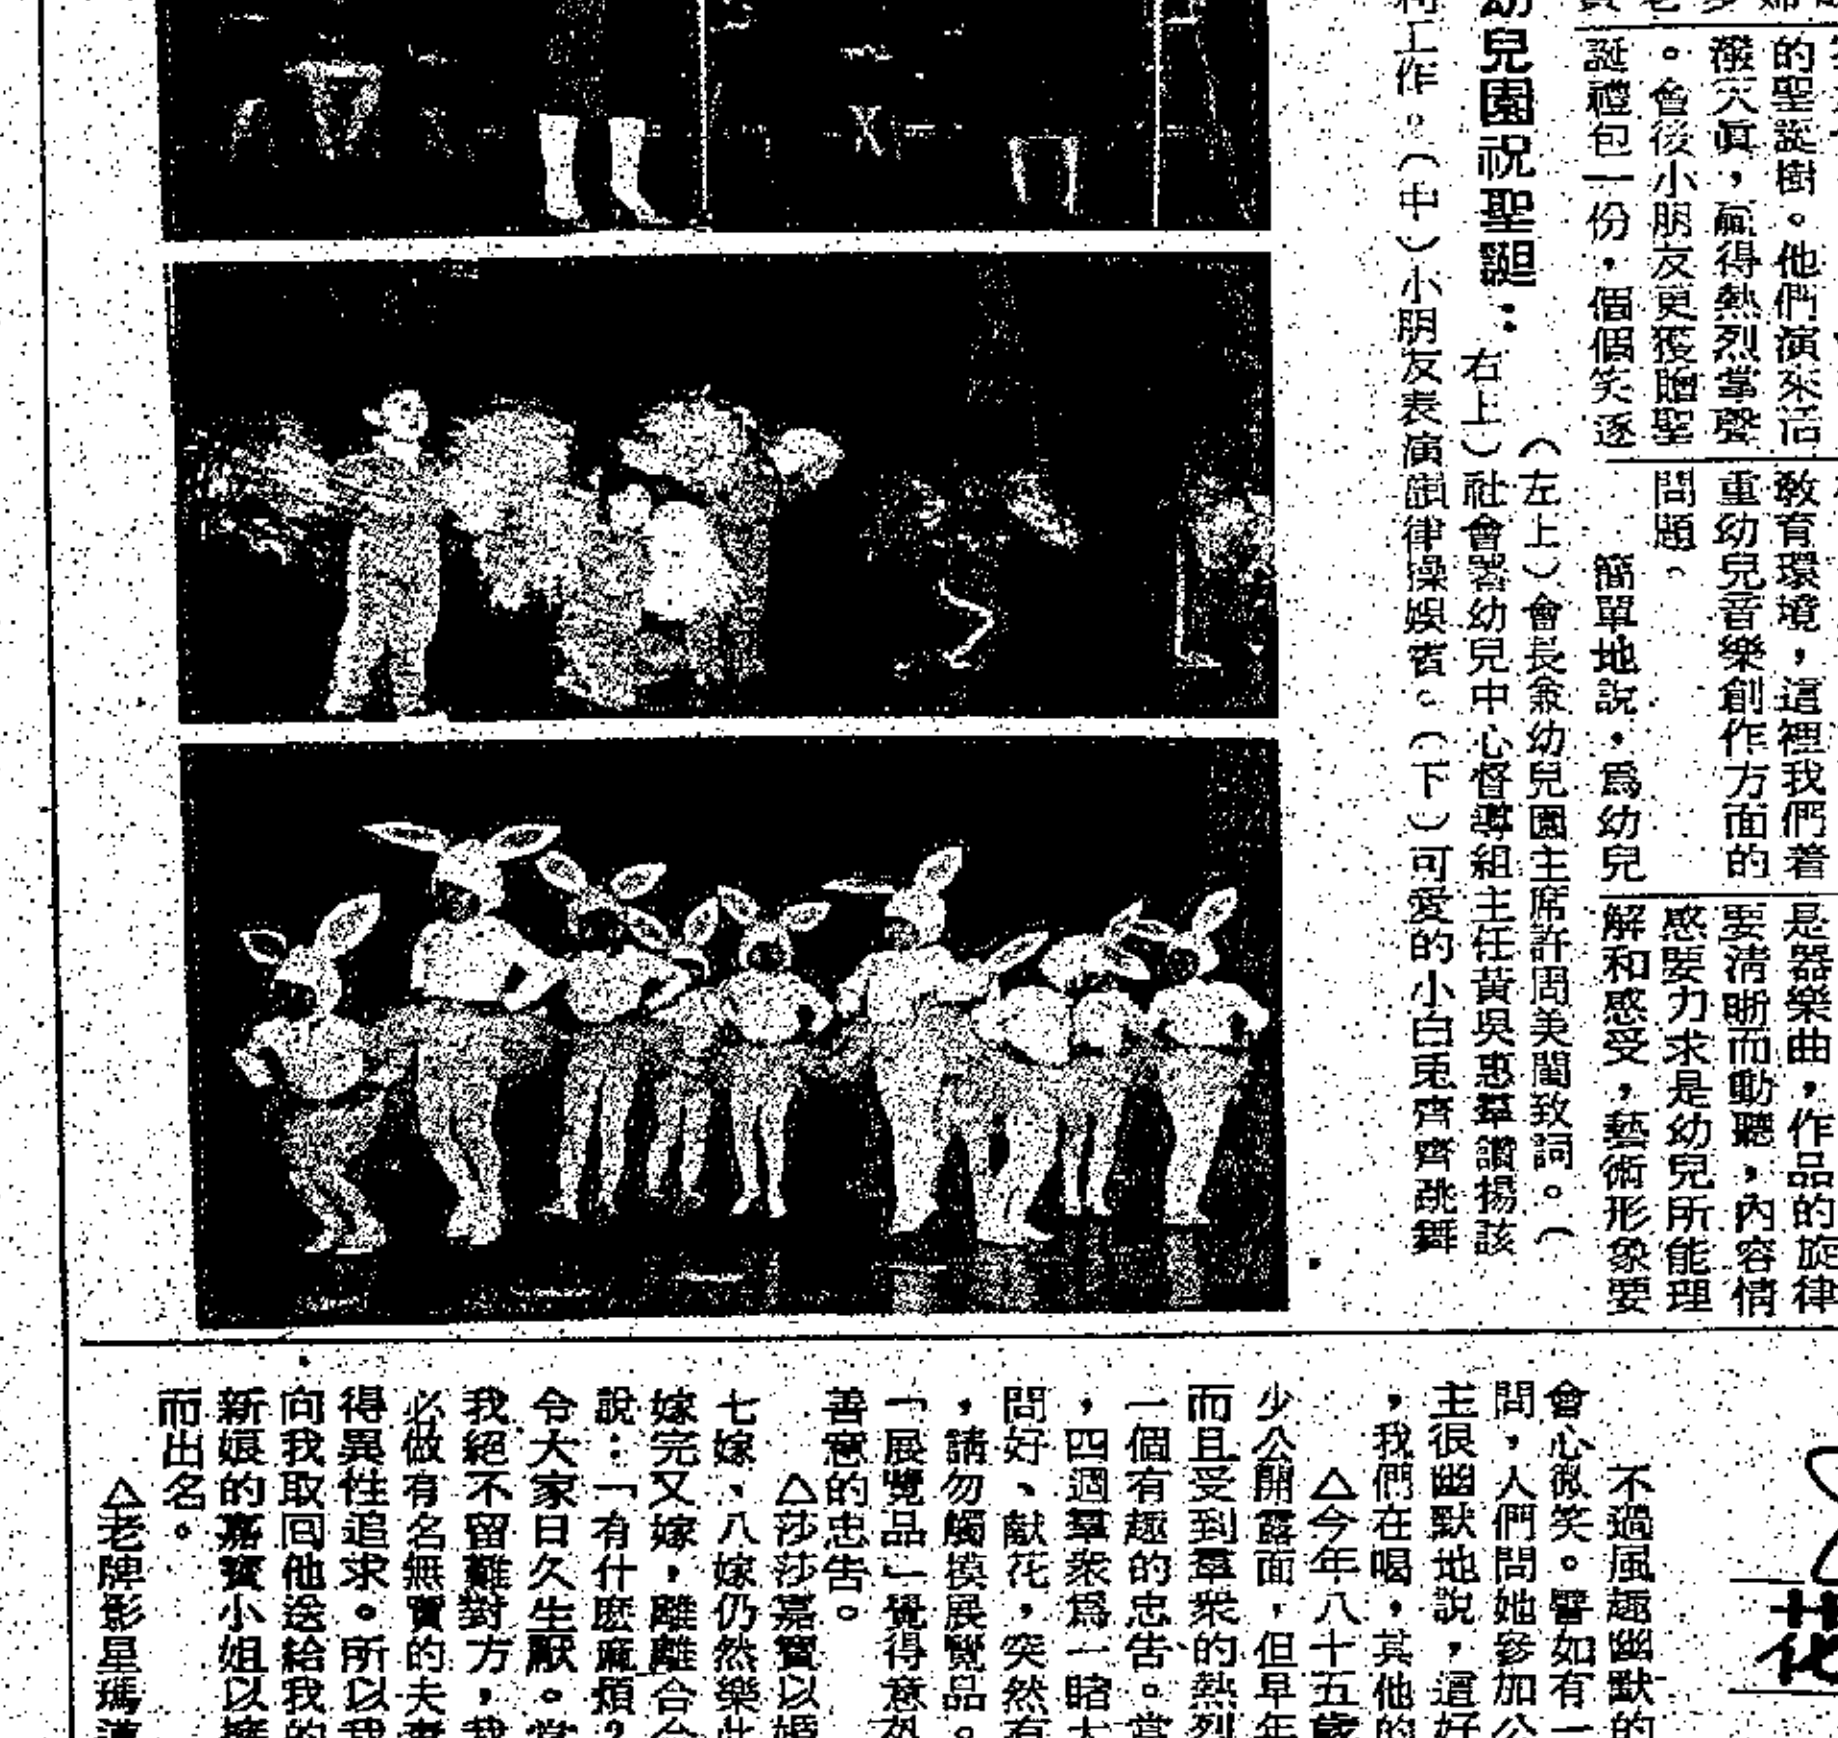 的聖誕樹。他們演來活
潑天眞，贏得熱烈掌聲
。會後小朋友更獲贈聖
誕禮包一份，個個笑逐
教育環境，這裡我們着
重幼兒音樂創作方面的
問題。
簡單地說，爲幼兒
是器樂曲，作品的旋律
要清晰而動聽，內容情
感要力求是幼兒所能理
解和感受，藝術形象要
幼兒園祝聖誕：
（左上）會長兼幼兒園主席許周美蘭致詞。（
右上）社會署幼兒中心督導組主任黃吳惠羣讚揚該
利工作。（中）小朋友表演韻律操娛賓。（下）可愛的小白兎齊齊跳舞
花
不過風趣幽默的
會心微笑。譬如有一
問，人們問她參加公
主很幽默地說，這好
，我們在喝，其他的
△今年八十五歲
少公開露面，但早年
而且受到羣衆的熱烈
一個有趣的忠告。當
，四週羣衆爲一睹大
問好、献花，突然有
，請勿觸摸展覽品。
「展覽品」覺得意外
善意的忠告。
△莎莎嘉寶以婚
七嫁、八嫁仍然樂此
嫁完又嫁，離離合合
說：「有什麽麻煩？
令大家日久生厭。當
我絕不留難對方，我
必做有名無實的夫妻
得異性追求。所以我
向我取回他送給我的
新娘的嘉寶小姐以擁
而出名。
△老牌影星瑪蓮